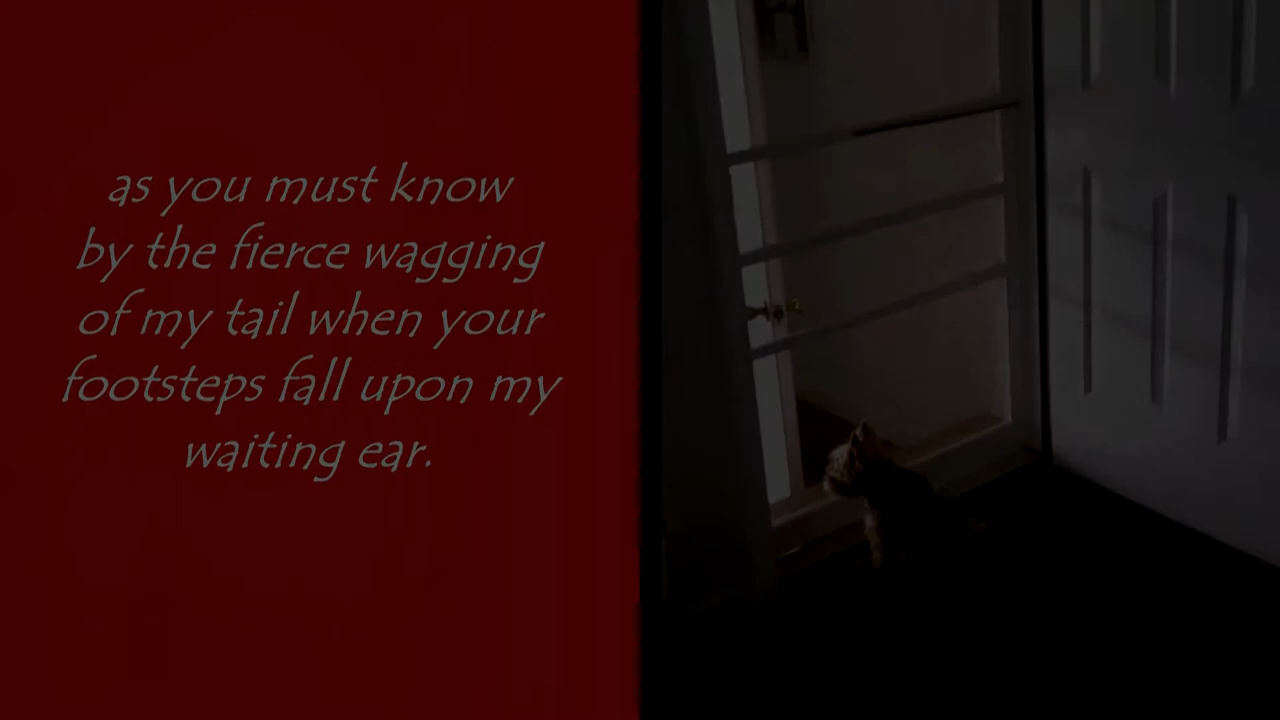 as you must know
by the fierce wagging
of my tail when your
footsteps fall upon my
waiting ear.